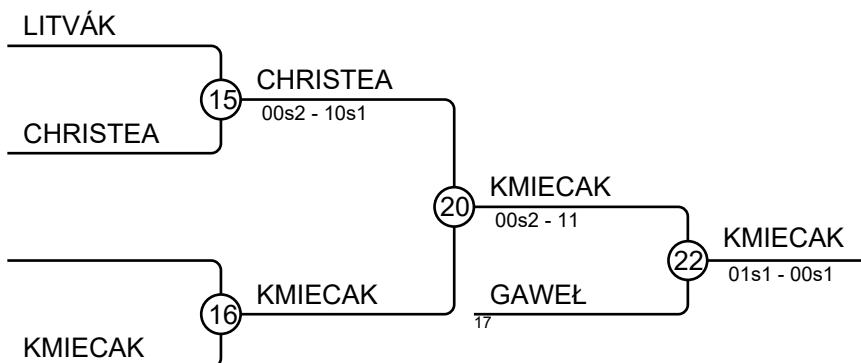 LITVÁK
15
CHRISTEA
00s2 - 10s1
CHRISTEA
20
KMIECAK
00s2 - 11
22
KMIECAK
01s1 - 00s1
16
KMIECAK
GAWEŁ
17
KMIECAK